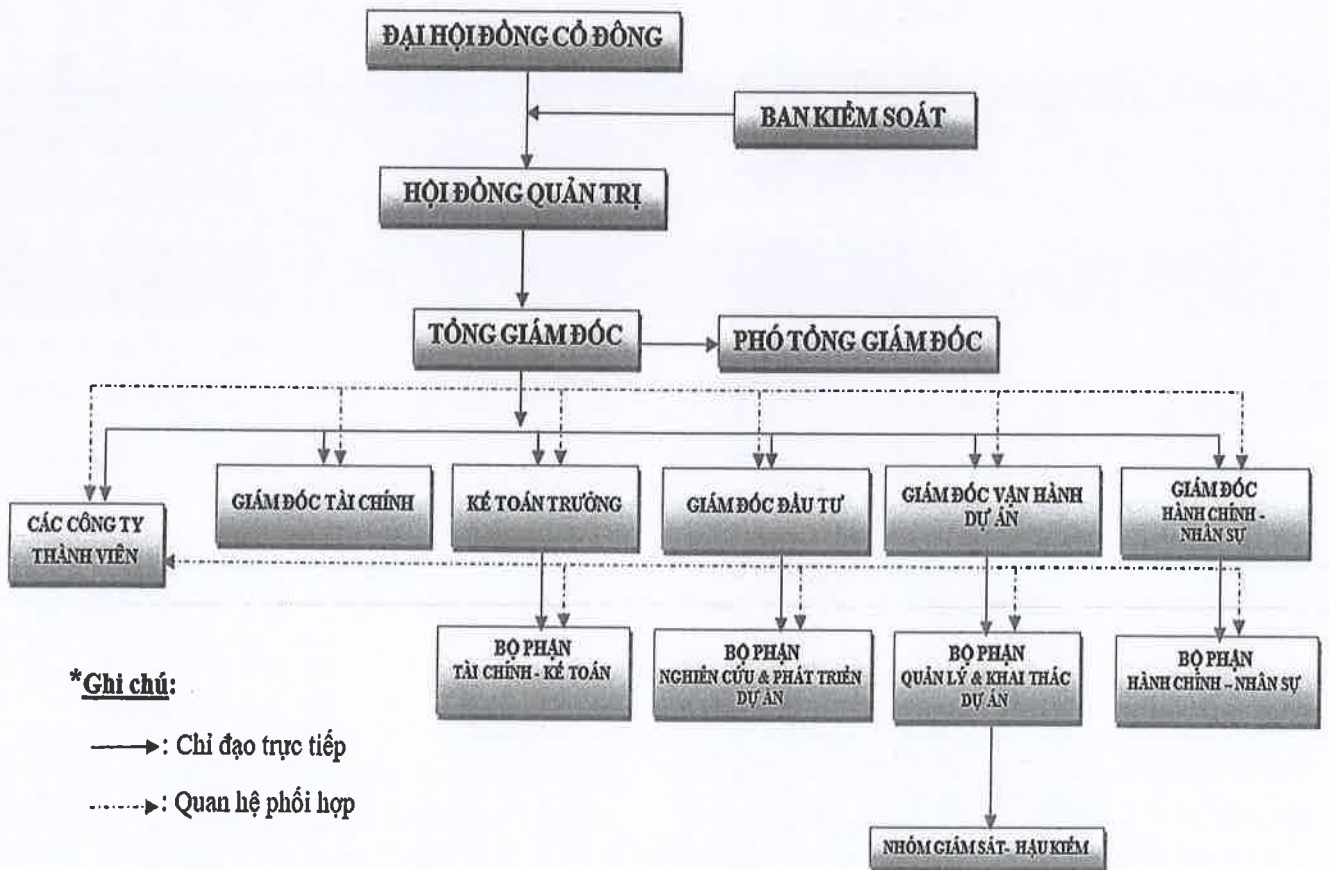 ĐẠI HỘI ĐỒNG CỔ ĐÔNG
BAN KIỂM SOÁT
HỘI ĐỒNG QUẢN TRỊ
TỔNG GIÁM ĐỐC
PHÓ TỔNG GIÁM ĐỐC
CÁC CÔNG TY
THÀNH VIÊN
GIÁM ĐỐC TÀI CHÍNH
KẾ TOÁN TRƯỞNG
GIÁM ĐỐC ĐẦU TƯ
GIÁM ĐỐC VẬN HÀNH
DỰ ÁN
GIÁM ĐỐC
HÀNH CHÍNH -
NHÂN SỰ
BỘ PHẬN
TÀI CHÍNH - KẾ TOÁN
BỘ PHẬN
NGHIÊN CỨU & PHÁT TRIỂN
DỰ ÁN
BỘ PHẬN
QUẢN LÝ & KHAI THÁC
DỰ ÁN
BỘ PHẬN
HÀNH CHÍNH – NHÂN SỰ
NHÓM GIÁM SÁT- HẬU KIỂM
*Ghi chú:
: Chỉ đạo trực tiếp
: Quan hệ phối hợp